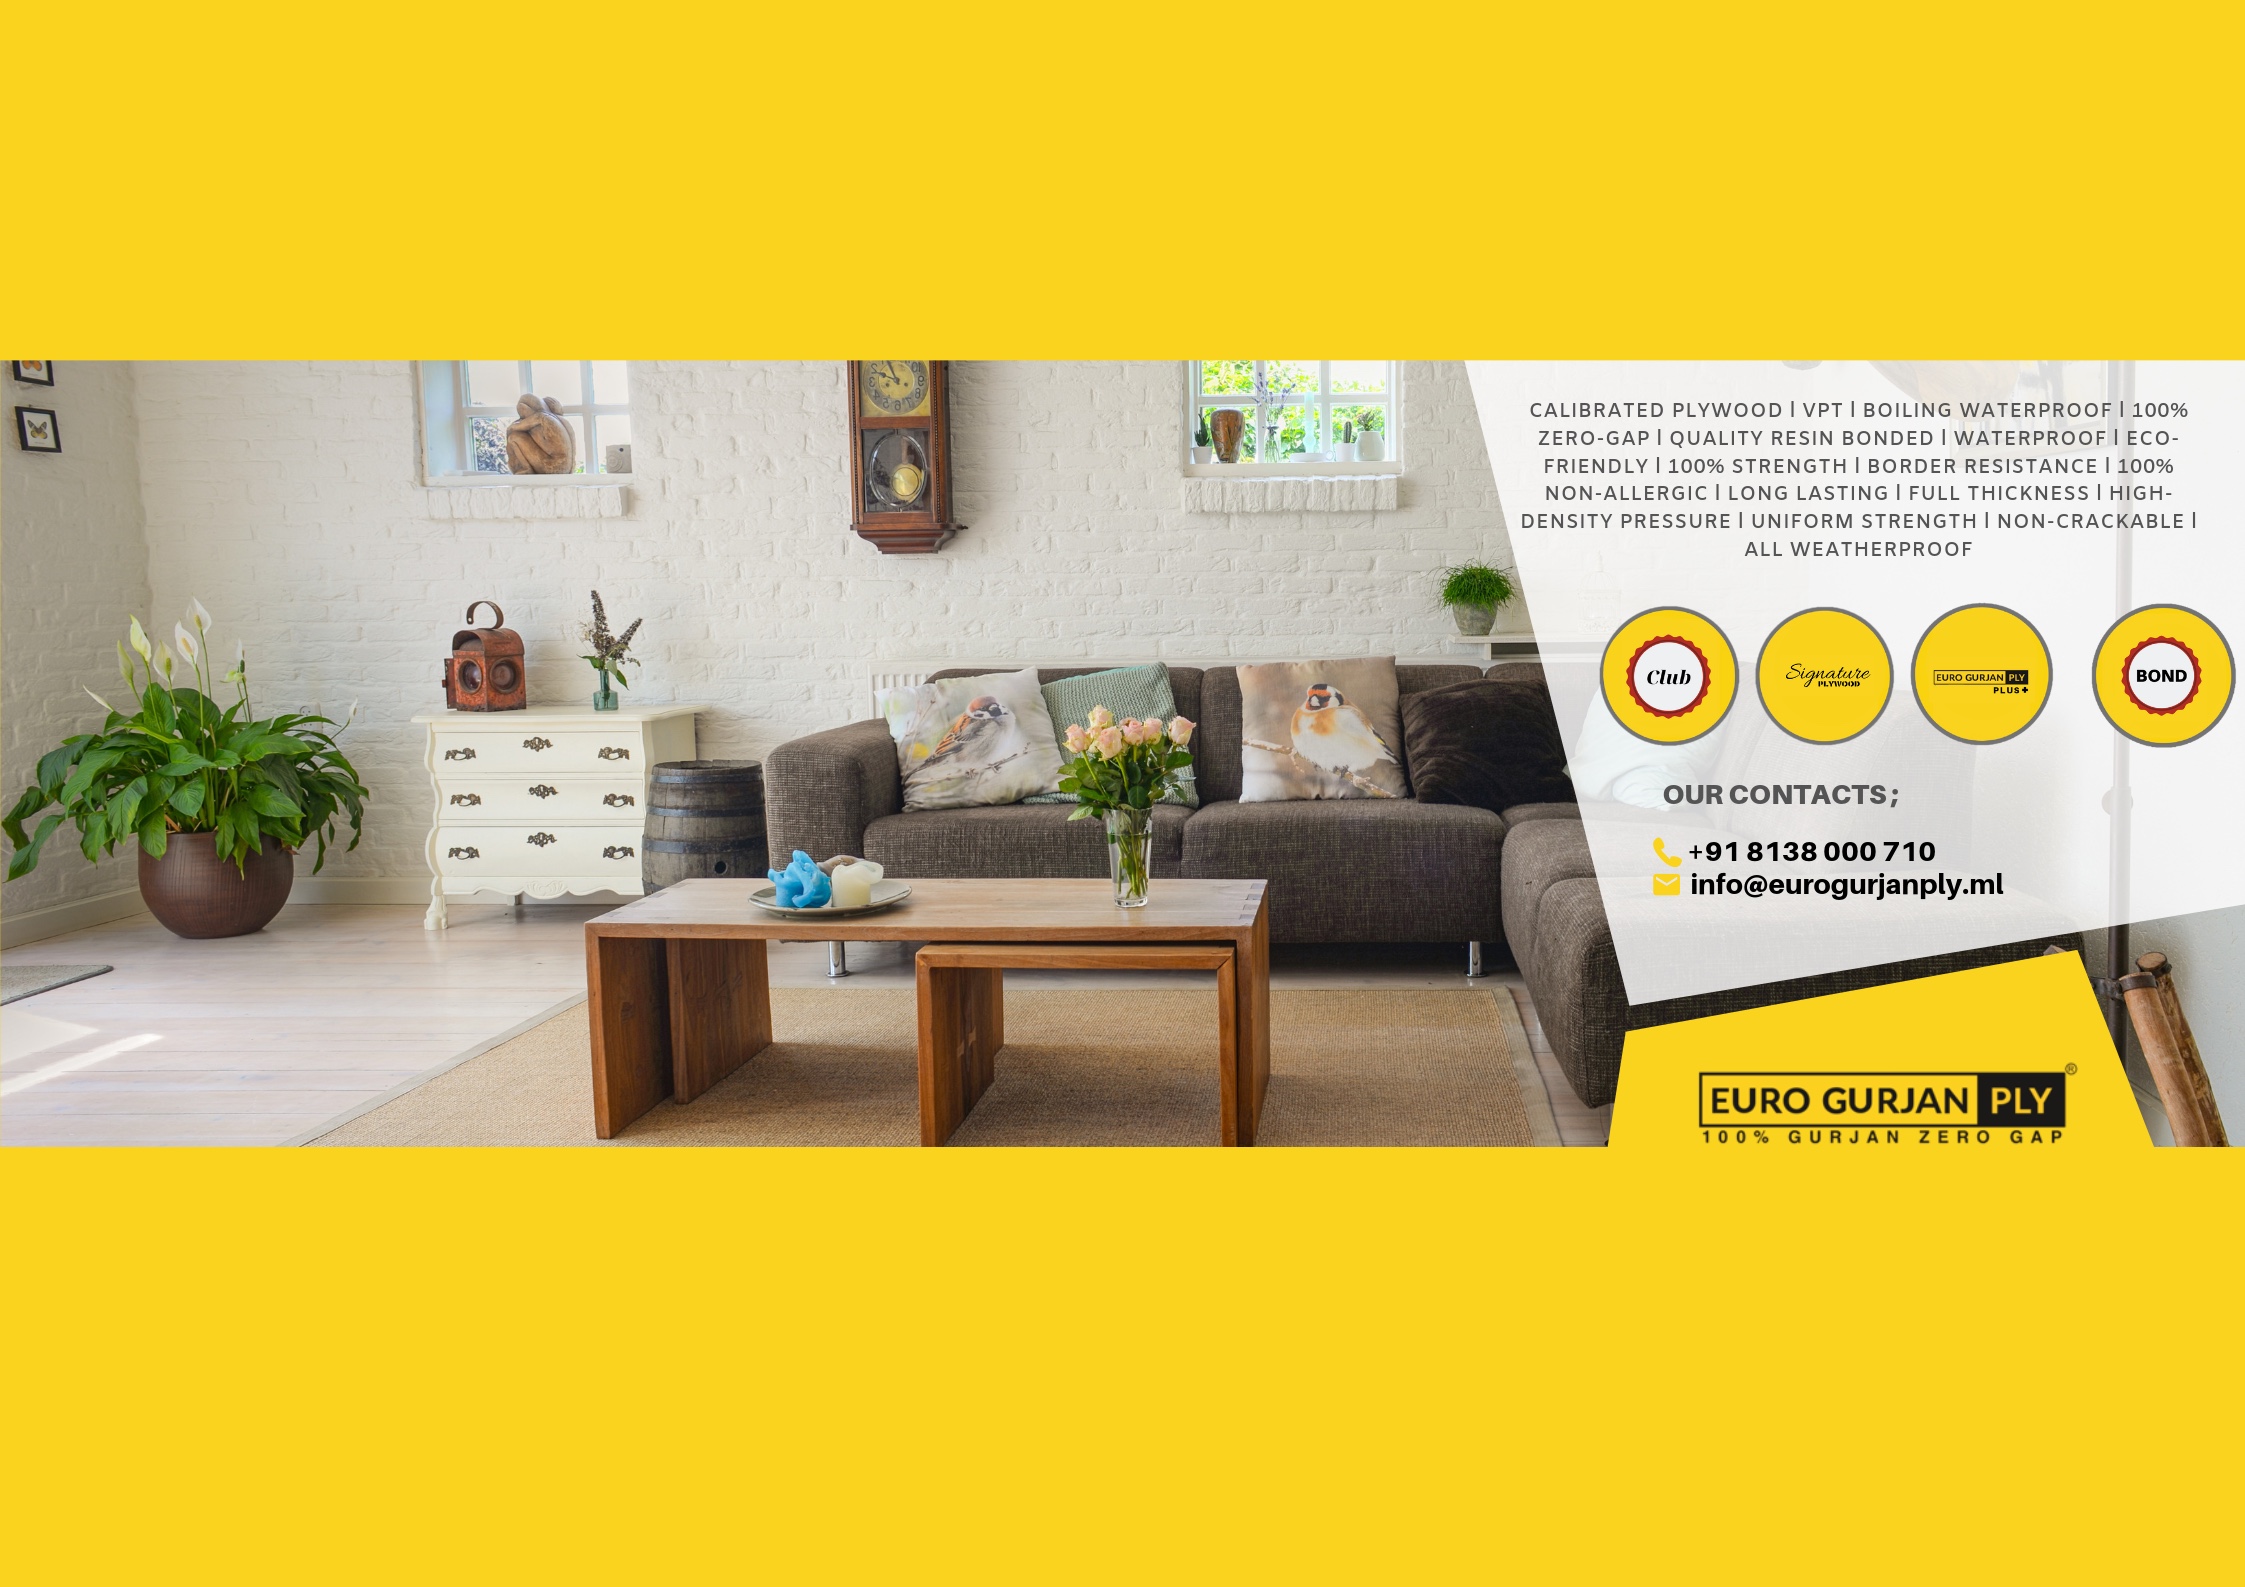 CALIBRATED PLYWOOD | VPT | BOILING WATERPROOF | 100%
ZERO-GAP | QUALITY RESIN BONDED | WATERPROOF | ECO-
FRIENDLY | 100% STRENGTH | BORDER RESISTANCE | 100%
NON-ALLERGIC | LONG LASTING | FULL THICKNESS | HIGH-
DENSITY PRESSURE | UNIFORM STRENGTH | NON-CRACKABLE |
ALL WEATHERPROOF
Club
Signature
PLYWOOD
EURO GURJAN PLY
PLUS+
BOND
OUR CONTACTS ;
+91 8138 000 710
info@eurogurjanply.ml
EURO GURJAN PLY ®
100% GURJAN ZERO GAP